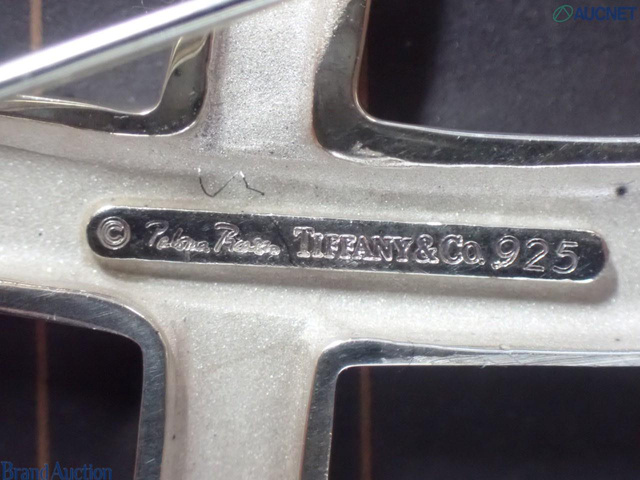 AUCNET
© Paloma Picasso TIFFANY & Co. 925
Brand Auction